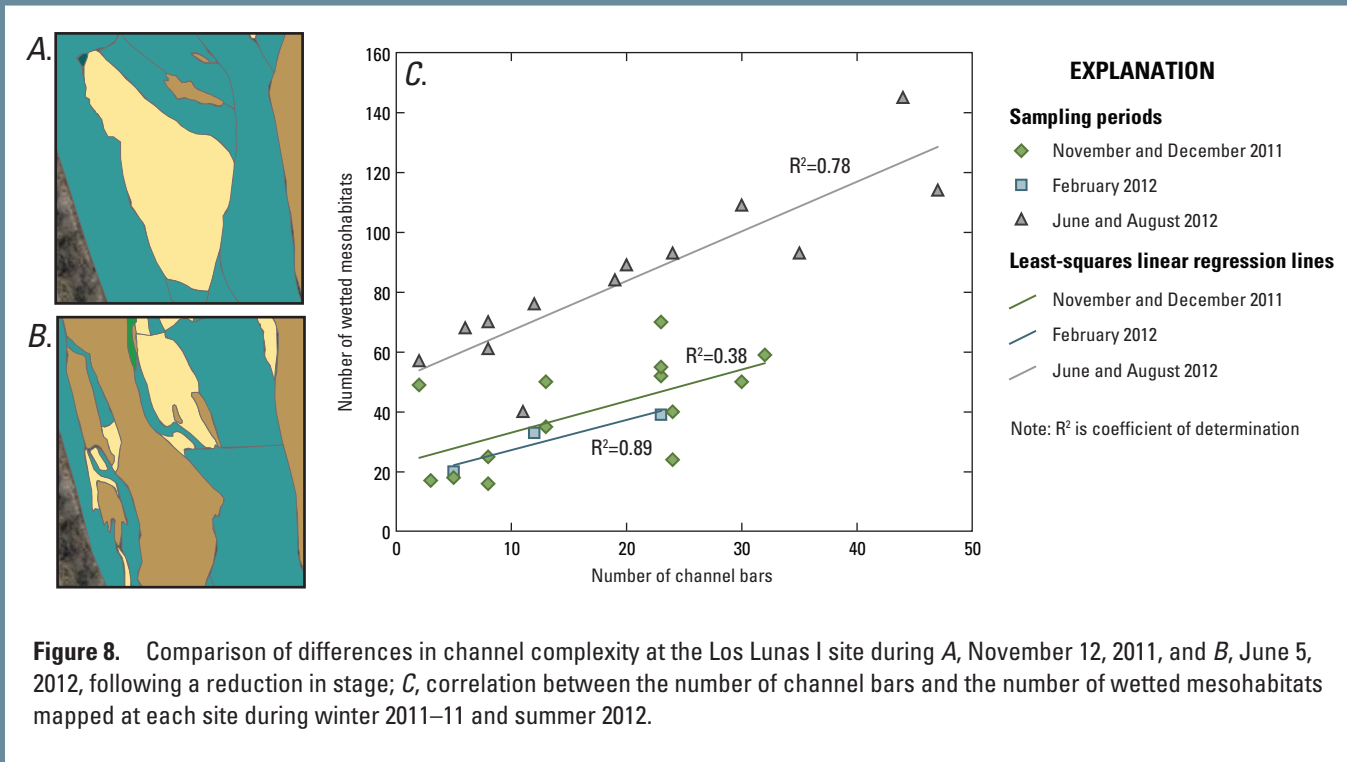 A.
B.
C.
160
140
120
100
80
60
40
20
0
Number of wetted mesohabitats
R²=0.78
R²=0.38
R²=0.89
0 10 20 30 40 50
Number of channel bars
EXPLANATION
Sampling periods
November and December 2011
February 2012
June and August 2012
Least-squares linear regression lines
November and December 2011
February 2012
June and August 2012
Note: R² is coefficient of determination
Figure 8. Comparison of differences in channel complexity at the Los Lunas I site during A, November 12, 2011, and B, June 5,
2012, following a reduction in stage; C, correlation between the number of channel bars and the number of wetted mesohabitats
mapped at each site during winter 2011–11 and summer 2012.